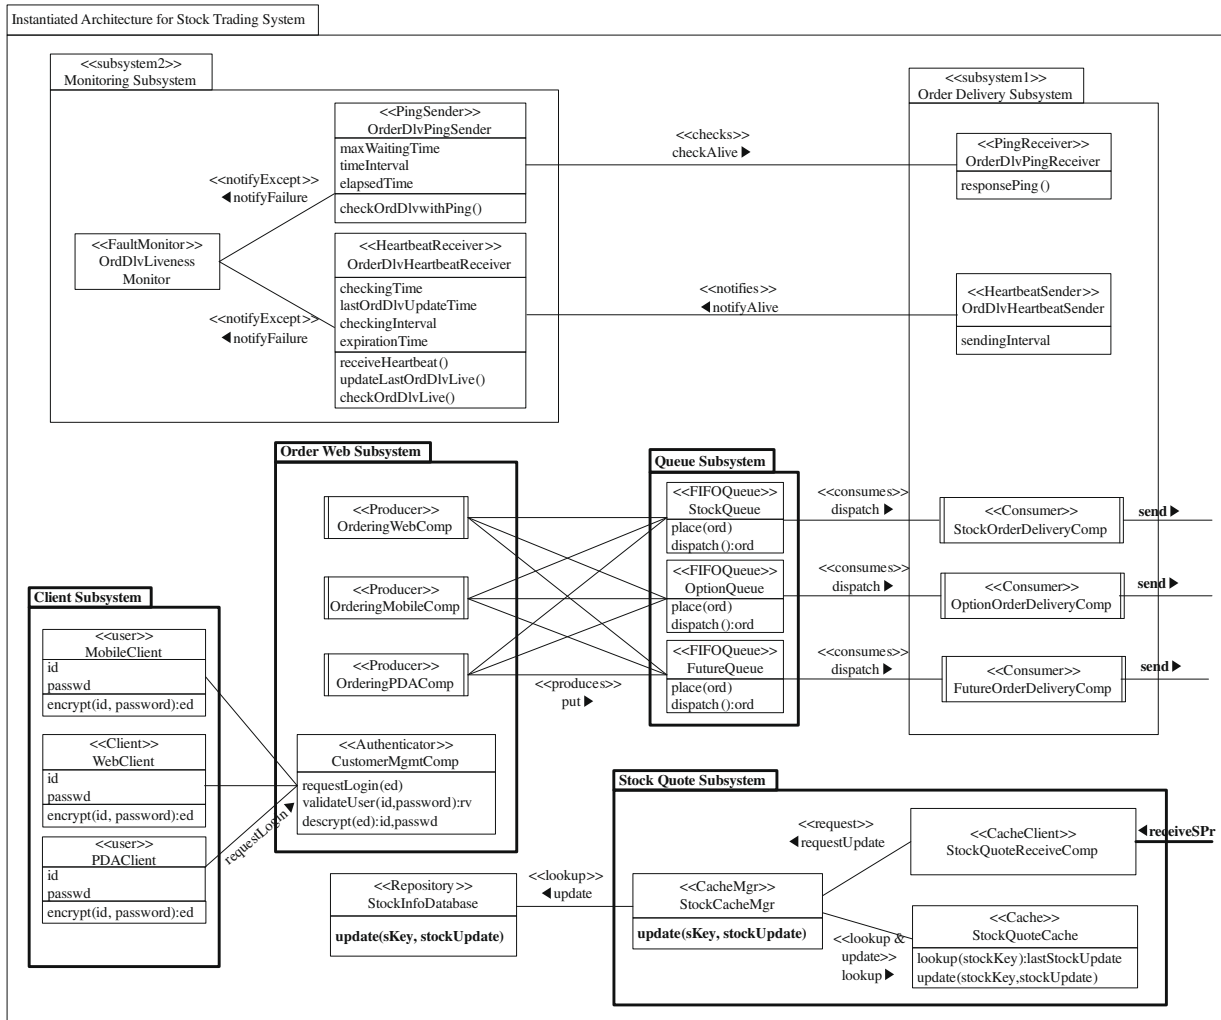 Instantiated Architecture for Stock Trading System
<<subsystem2>>
Monitoring Subsystem
<<PingSender>>
OrderDlvPingSender
maxWaitingTime
timeInterval
elapsedTime
checkOrdDlvwithPing()
<<notifyExcept>>
◀ notifyFailure
<<FaultMonitor>>
OrdDlvLiveness
Monitor
<<HeartbeatReceiver>>
OrderDlvHeartbeatReceiver
checkingTime
lastOrdDlvUpdateTime
checkingInterval
expirationTime
receiveHeartbeat()
updateLastOrdDlvLive()
checkOrdDlvLive()
<<notifyExcept>>
◀ notifyFailure
<<checks>>
checkAlive ▶
<<notifies>>
◀ notifyAlive
<<subsystem1>>
Order Delivery Subsystem
<<PingReceiver>>
OrderDlvPingReceiver
responsePing()
<<HeartbeatSender>>
OrdDlvHeartbeatSender
sendingInterval
Order Web Subsystem
<<Producer>>
OrderingWebComp
<<Producer>>
OrderingMobileComp
<<Producer>>
OrderingPDAComp
<<produces>>
put ▶
<<Authenticator>>
CustomerMgmtComp
requestLogin(ed)
validateUser(id,password):rv
descrypt(ed):id,passwd
Queue Subsystem
<<FIFOQueue>>
StockQueue
place(ord)
dispatch():ord
<<FIFOQueue>>
OptionQueue
place(ord)
dispatch():ord
<<FIFOQueue>>
FutureQueue
place(ord)
dispatch():ord
<<consumes>>
dispatch ▶
<<consumes>>
dispatch ▶
<<consumes>>
dispatch ▶
<<Consumer>>
StockOrderDeliveryComp
send ▶
<<Consumer>>
OptionOrderDeliveryComp
send ▶
<<Consumer>>
FutureOrderDeliveryComp
send ▶
Client Subsystem
<<user>>
MobileClient
id
passwd
encrypt(id, password):ed
<<Client>>
WebClient
id
passwd
encrypt(id, password):ed
<<user>>
PDAClient
id
passwd
encrypt(id, password):ed
requestLogin ▶
<<Repository>>
StockInfoDatabase
update(sKey, stockUpdate)
<<lookup>>
◀ update
Stock Quote Subsystem
<<CacheMgr>>
StockCacheMgr
update(sKey, stockUpdate)
<<request>>
◀ requestUpdate
<<CacheClient>>
StockQuoteReceiveComp
◀ receiveSPr
<<lookup &
update>>
lookup ▶
<<Cache>>
StockQuoteCache
lookup(stockKey):lastStockUpdate
update(stockKey,stockUpdate)